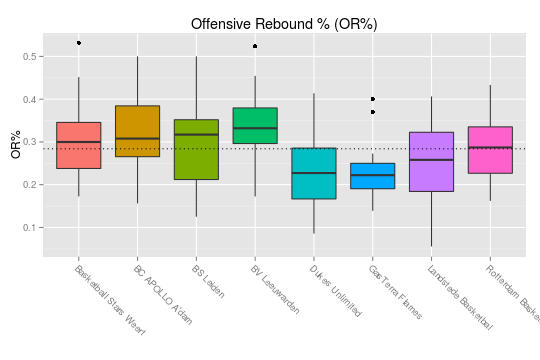 Offensive Rebound % (OR%)
OR%
0.5
0.4
0.3
0.2
0.1
Basketball Stars Weert
BC APOLLO A'dam
BS Leiden
BV Leeuwarden
Dukes Unlimited
GasTerra Flames
Landstede Basketbal
Rotterdam Baske